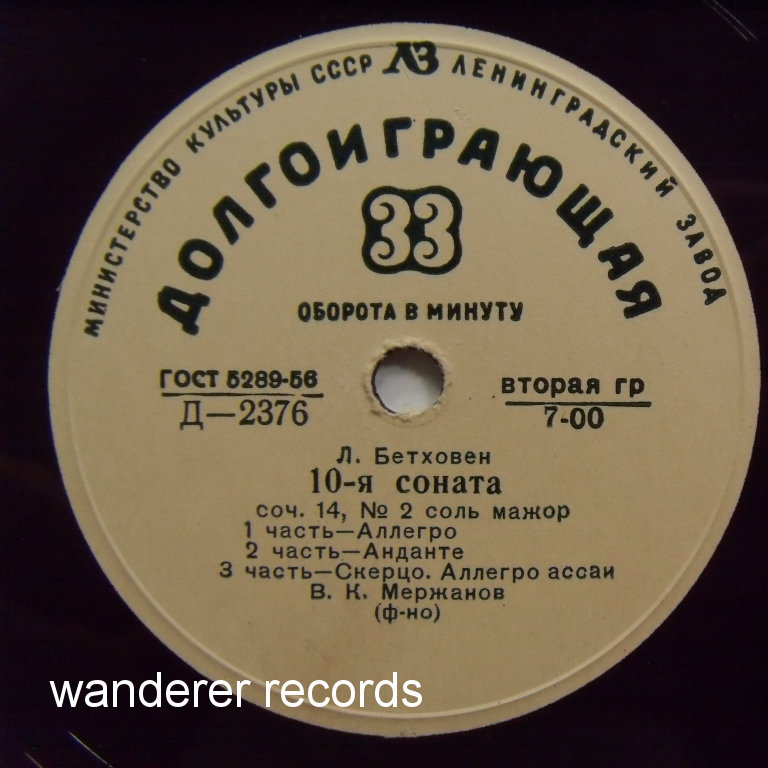 МИНИСТЕРСТВО КУЛЬТУРЫ СССР ЛЗ ЛЕНИНГРАДСКИЙ ЗАВОД
ДОЛГОИГРАЮЩАЯ
33
ОБОРОТА В МИНУТУ
ГОСТ 5289-56
Д—2376
вторая гр
7-00
Л. Бетховен
10-я соната
соч. 14, № 2 соль мажор
1 часть—Аллегро
2 часть—Анданте
3 часть—Скерцо. Аллегро ассаи
В. К. Мержанов
(ф-но)
wanderer records